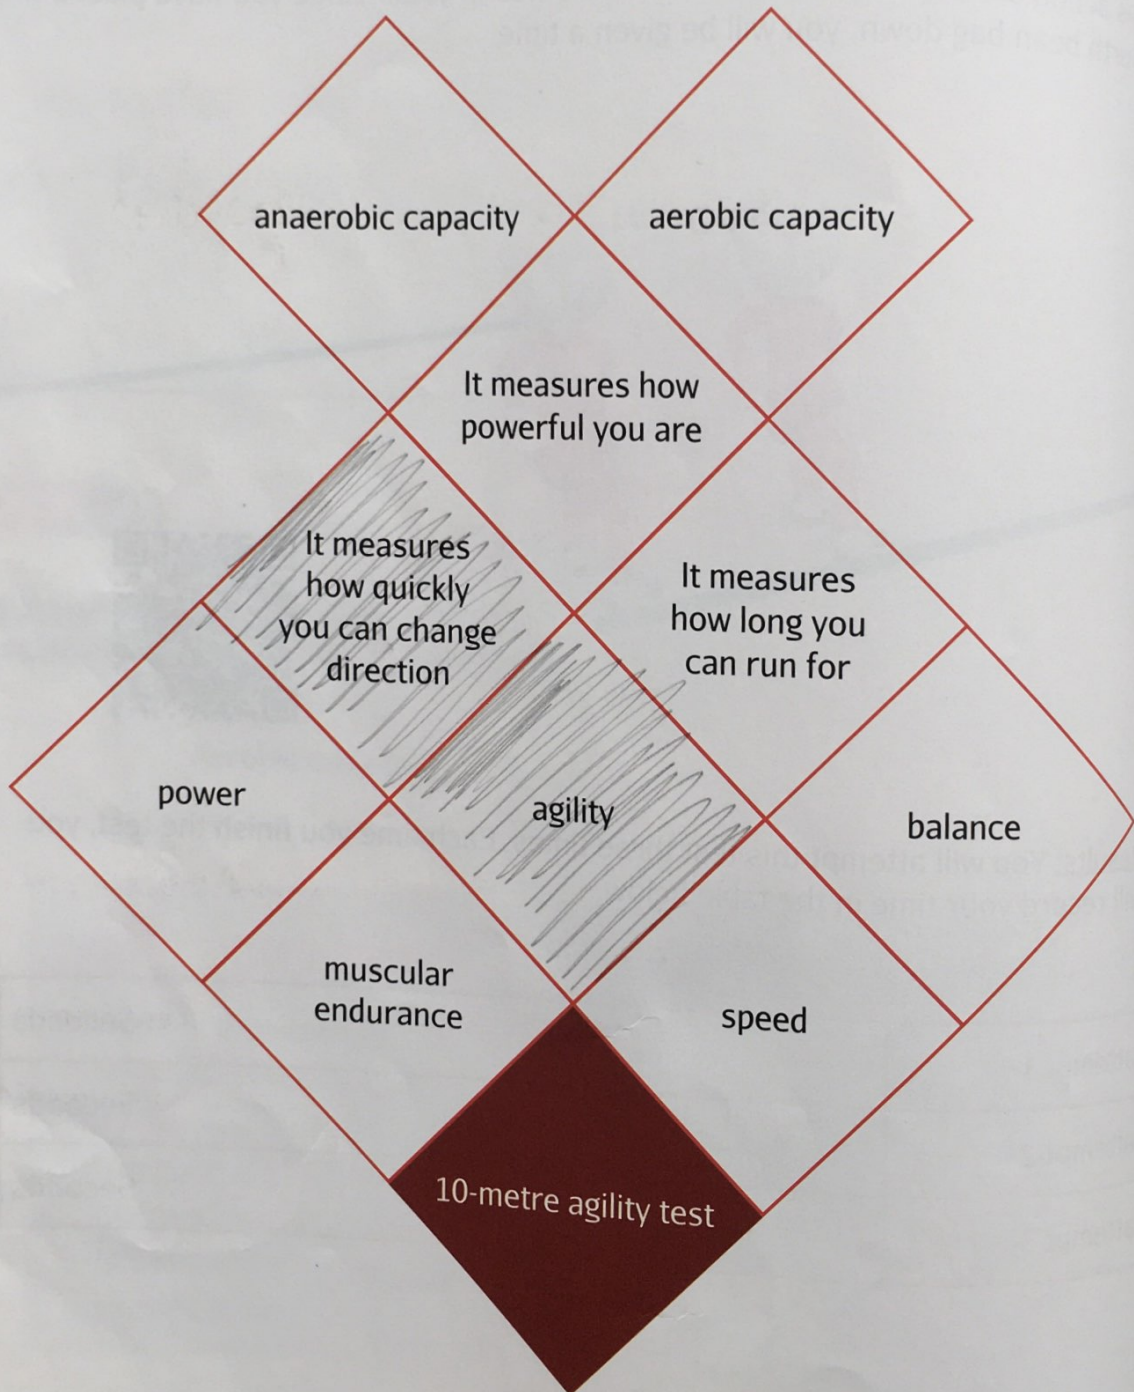 anaerobic capacity
aerobic capacity
It measures how
powerful you are
It measures
how quickly
you can change
direction
It measures
how long you
can run for
power
agility
balance
muscular
endurance
speed
10-metre agility test